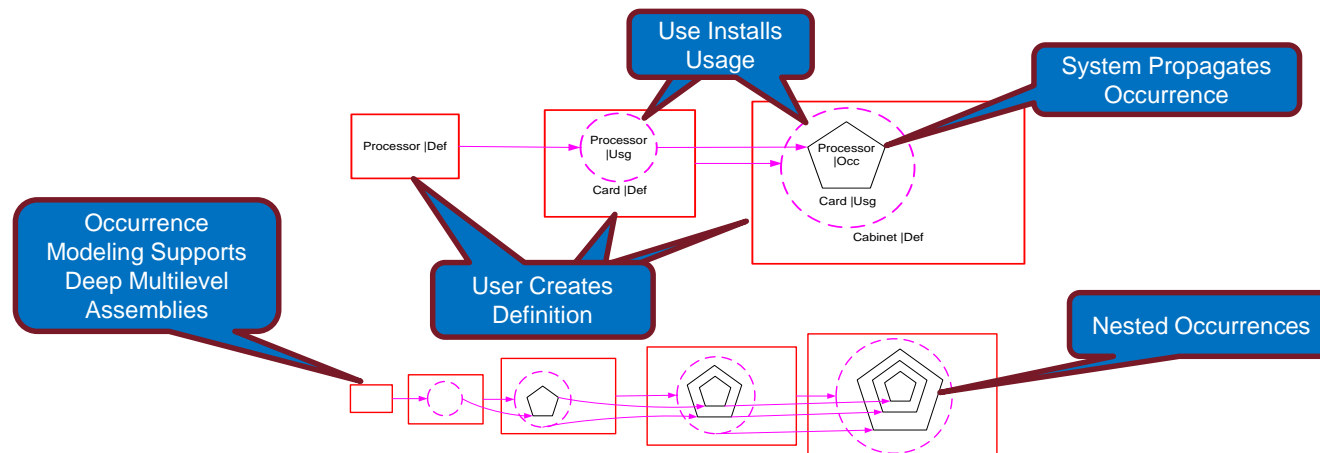 Use Installs
Usage
System Propagates
Occurrence
Processor |Def
Processor
|Usg
Card |Def
Processor
|Occ
Card |Usg
Cabinet |Def
Occurrence
Modeling Supports
Deep Multilevel
Assemblies
User Creates
Definition
Nested Occurrences